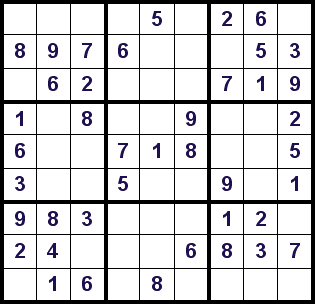 5 2 6
8 9 7 6 5 3
6 2 7 1 9
1 8 9 2
6 7 1 8 5
3 5 9 1
9 8 3 1 2
2 4 6 8 3 7
1 6 8